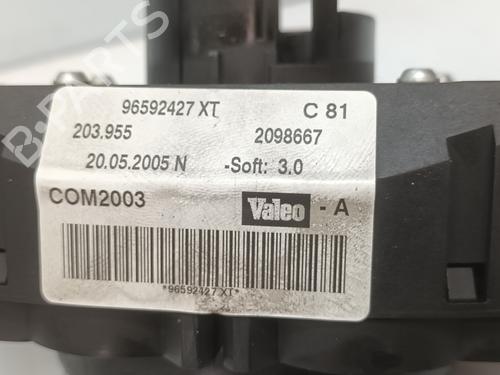 96592427 XT C 81
203.955 2098667
20.05.2005 N -Soft: 3.0
COM2003 Valeo - A
*96592427 XT*
B-PARTS